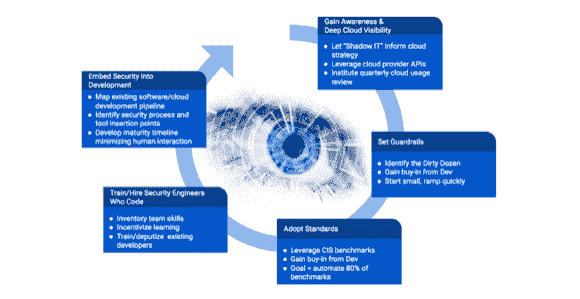 Gain Awareness &
Deep Cloud Visibility
Let "Shadow IT" inform cloud
strategy
Leverage cloud provider APIs
Institute quarterly cloud usage
review
Set Guardrails
Identify the Dirty Dozen
Gain buy-in from Dev
Start small, ramp quickly
Adopt Standards
Leverage CIS benchmarks
Gain buy-in from Dev
Goal = automate 80% of
benchmarks
Train/Hire Security Engineers
Who Code
Inventory team skills
Incentivize learning
Train/deputize existing
developers
Embed Security Into
Development
Map existing software/cloud
development pipeline
Identify security process and
tool insertion points
Develop maturity timeline
minimizing human interaction